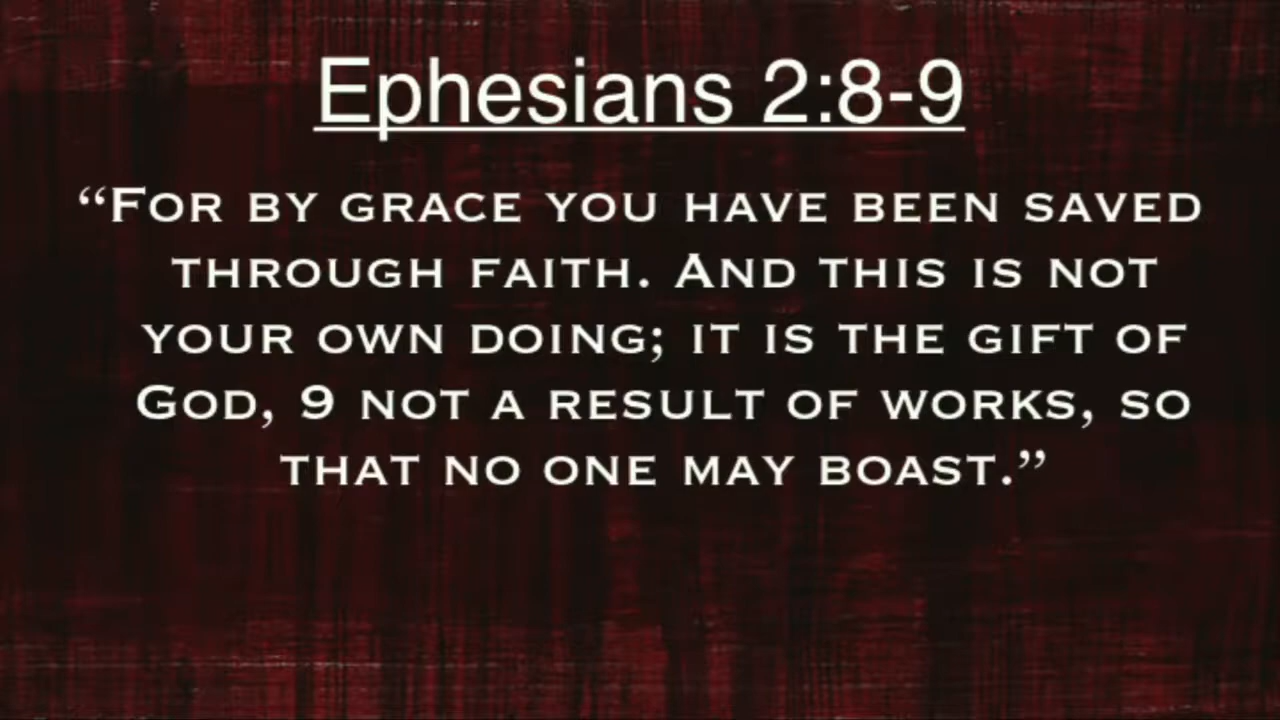 Ephesians 2:8-9
“For by grace you have been saved
through faith. And this is not
your own doing; it is the gift of
God, 9 not a result of works, so
that no one may boast.”